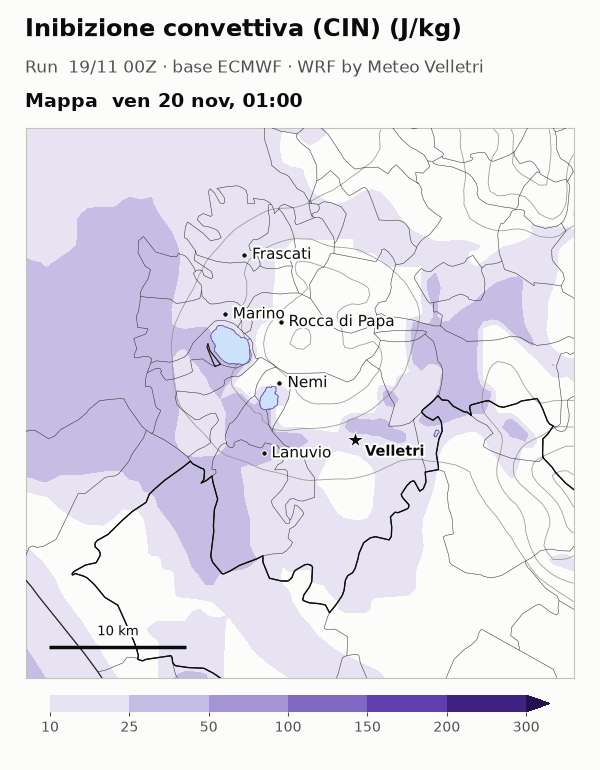 Inibizione convettiva (CIN) (J/kg)
Run  19/11 00Z · base ECMWF · WRF by Meteo Velletri
Mappa  ven 20 nov, 01:00
Frascati
Marino
Rocca di Papa
Nemi
Velletri
Lanuvio
10 km
10 25 50 100 150 200 300